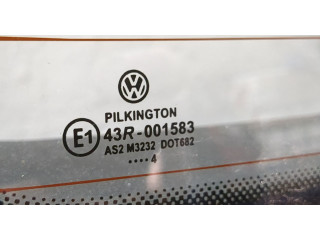 PILKINGTON
E1 43R-001583
AS2 M3232 DOT682
•••• 4